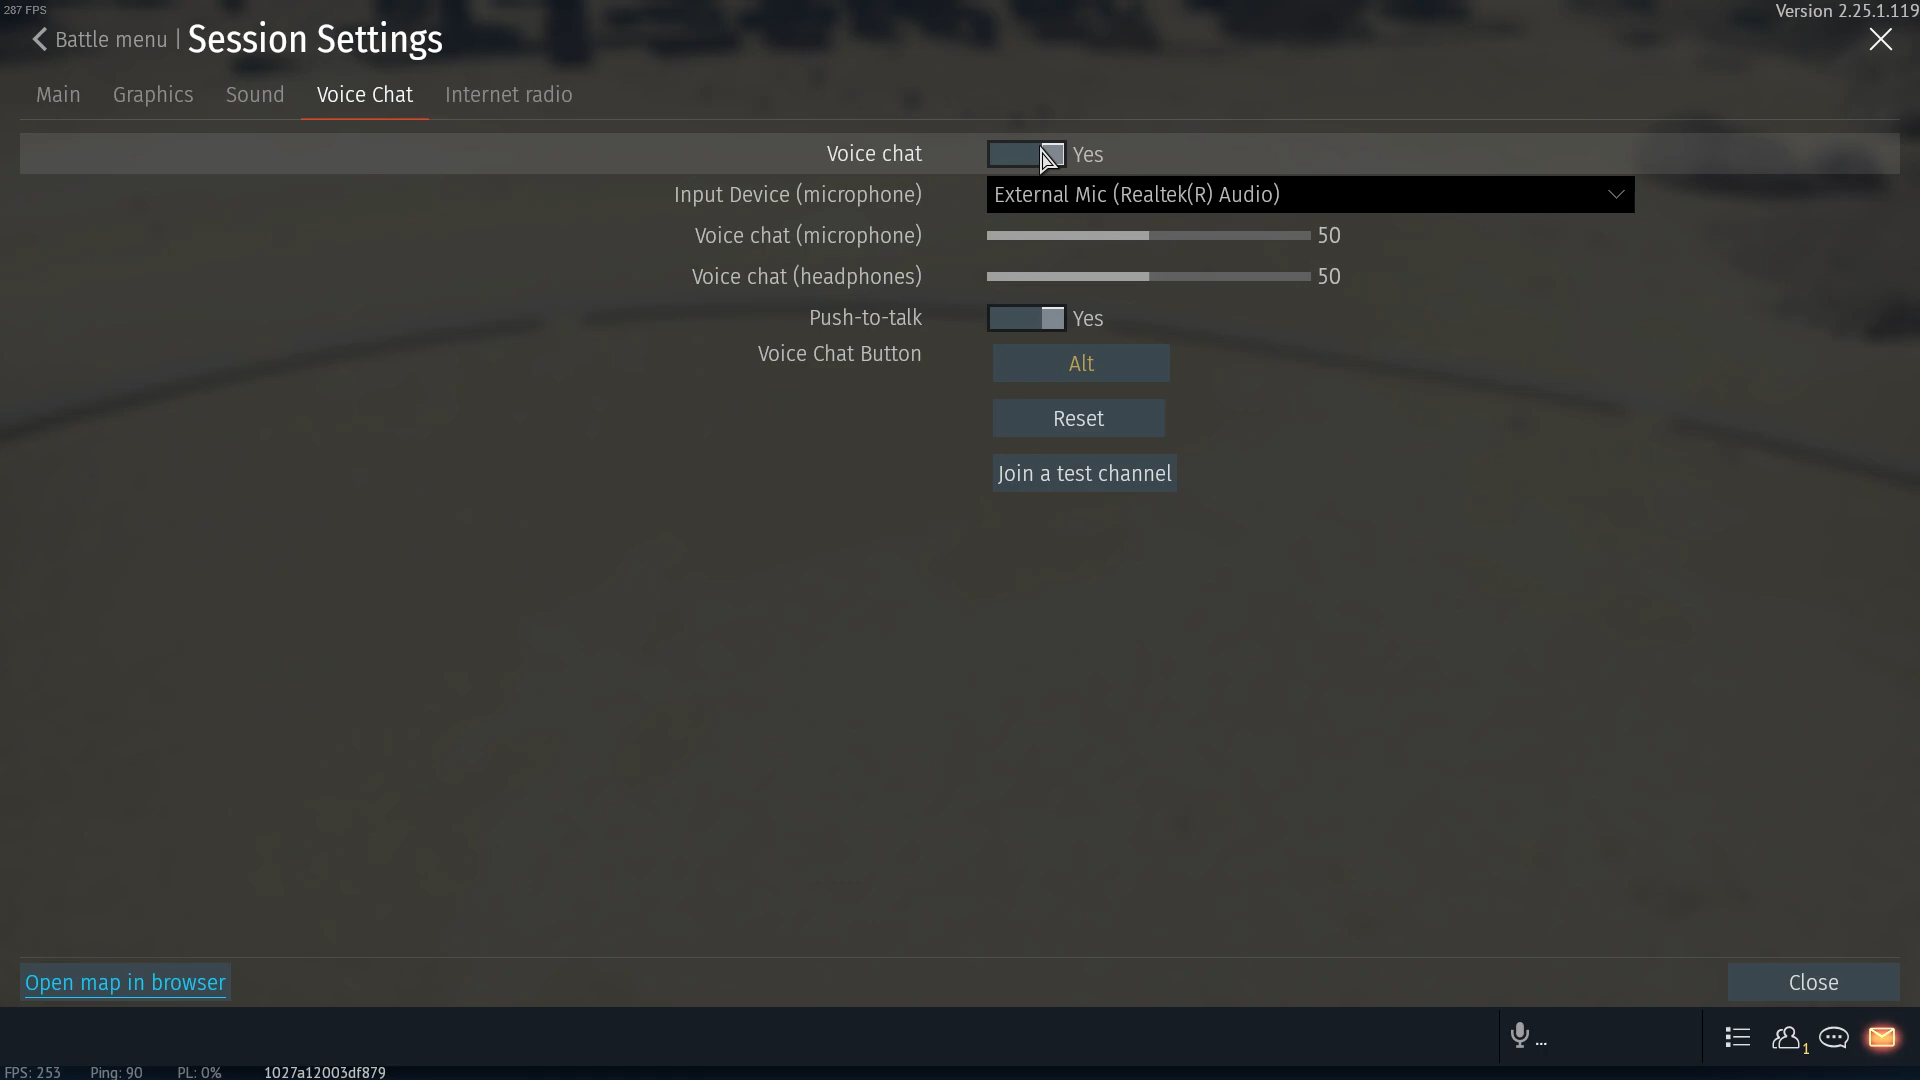 287 FPS
Version 2.25.1.119
Battle menu | Session Settings
Main Graphics Sound Voice Chat Internet radio
Voice chat Yes
Input Device (microphone) External Mic (Realtek(R) Audio)
Voice chat (microphone) 50
Voice chat (headphones) 50
Push-to-talk Yes
Voice Chat Button Alt
Reset
Join a test channel
Open map in browser
Close
...
1
FPS: 253 Ping: 90 PL: 0% 1027a12003df879